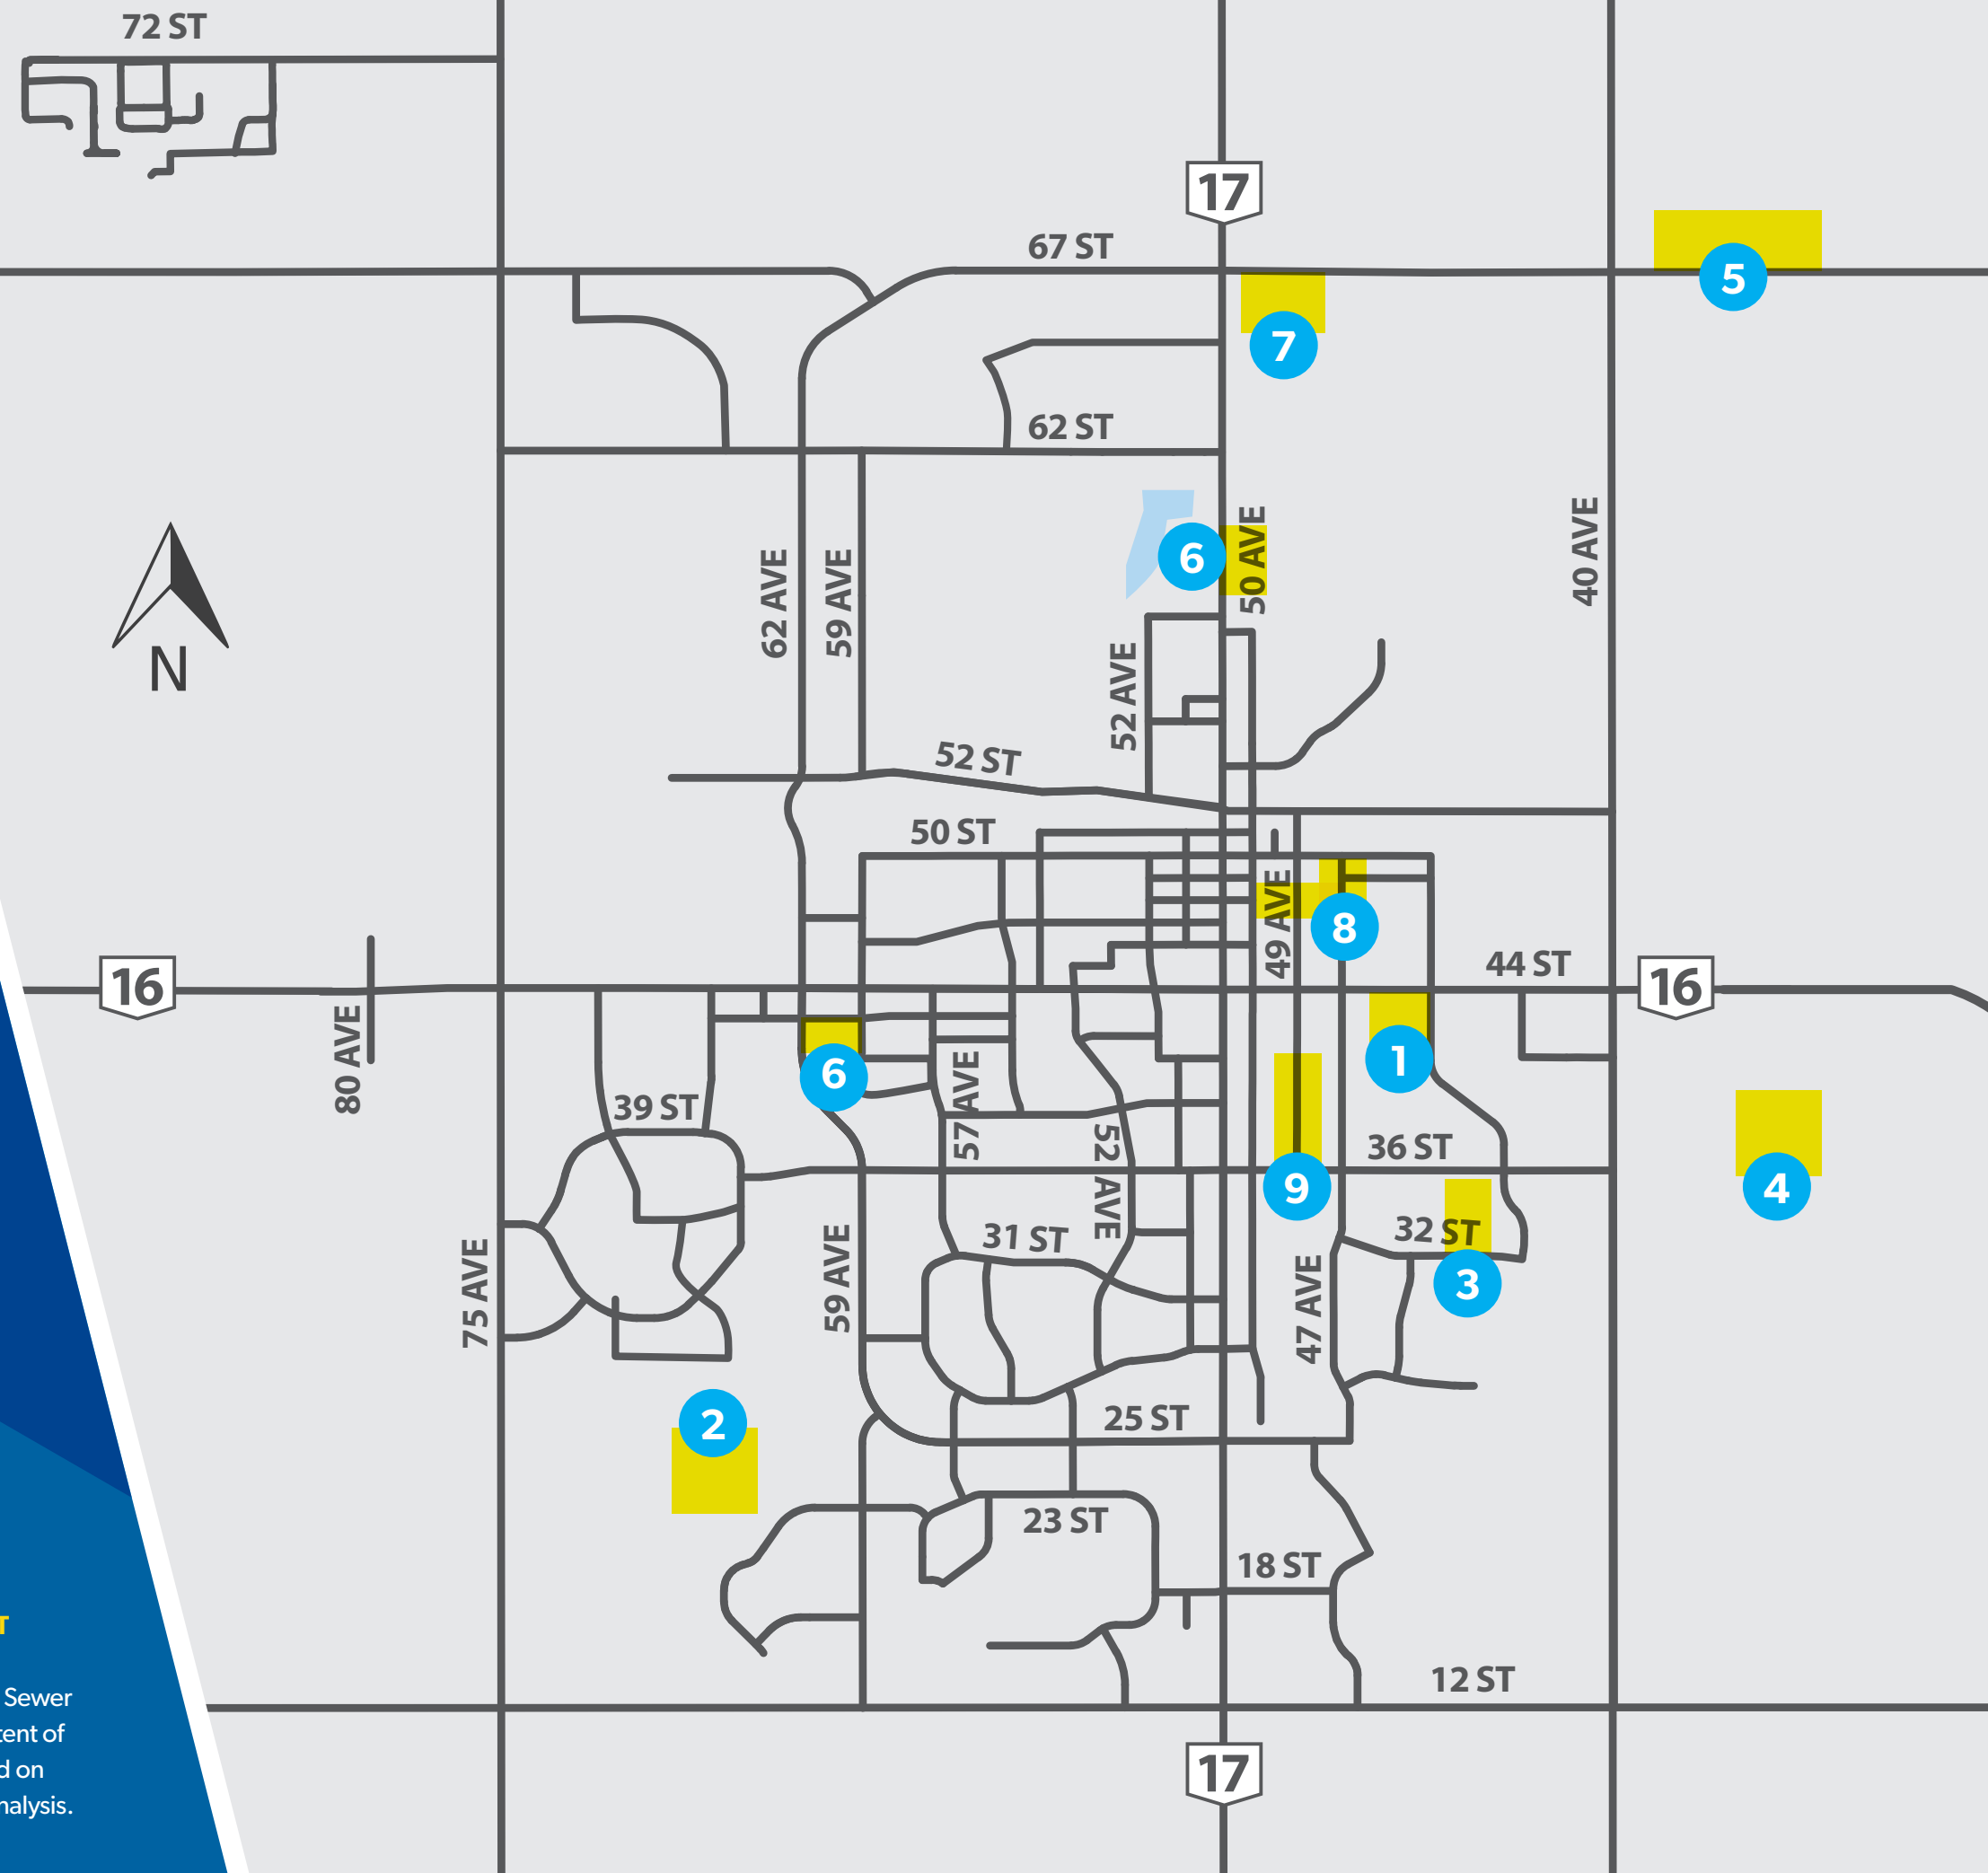 72 ST
17
67 ST
5
7
62 ST
50 AVE
40 AVE
6
62 AVE
59 AVE
N
52 AVE
52 ST
50 ST
49 AVE
8
44 ST
16
16
80 AVE
6
1
57 AVE
39 ST
52 AVE
36 ST
9
4
32 ST
3
31 ST
59 AVE
75 AVE
47 AVE
2
25 ST
23 ST
18 ST
T
12 ST
Sewer
ent of
d on
nalysis.
17